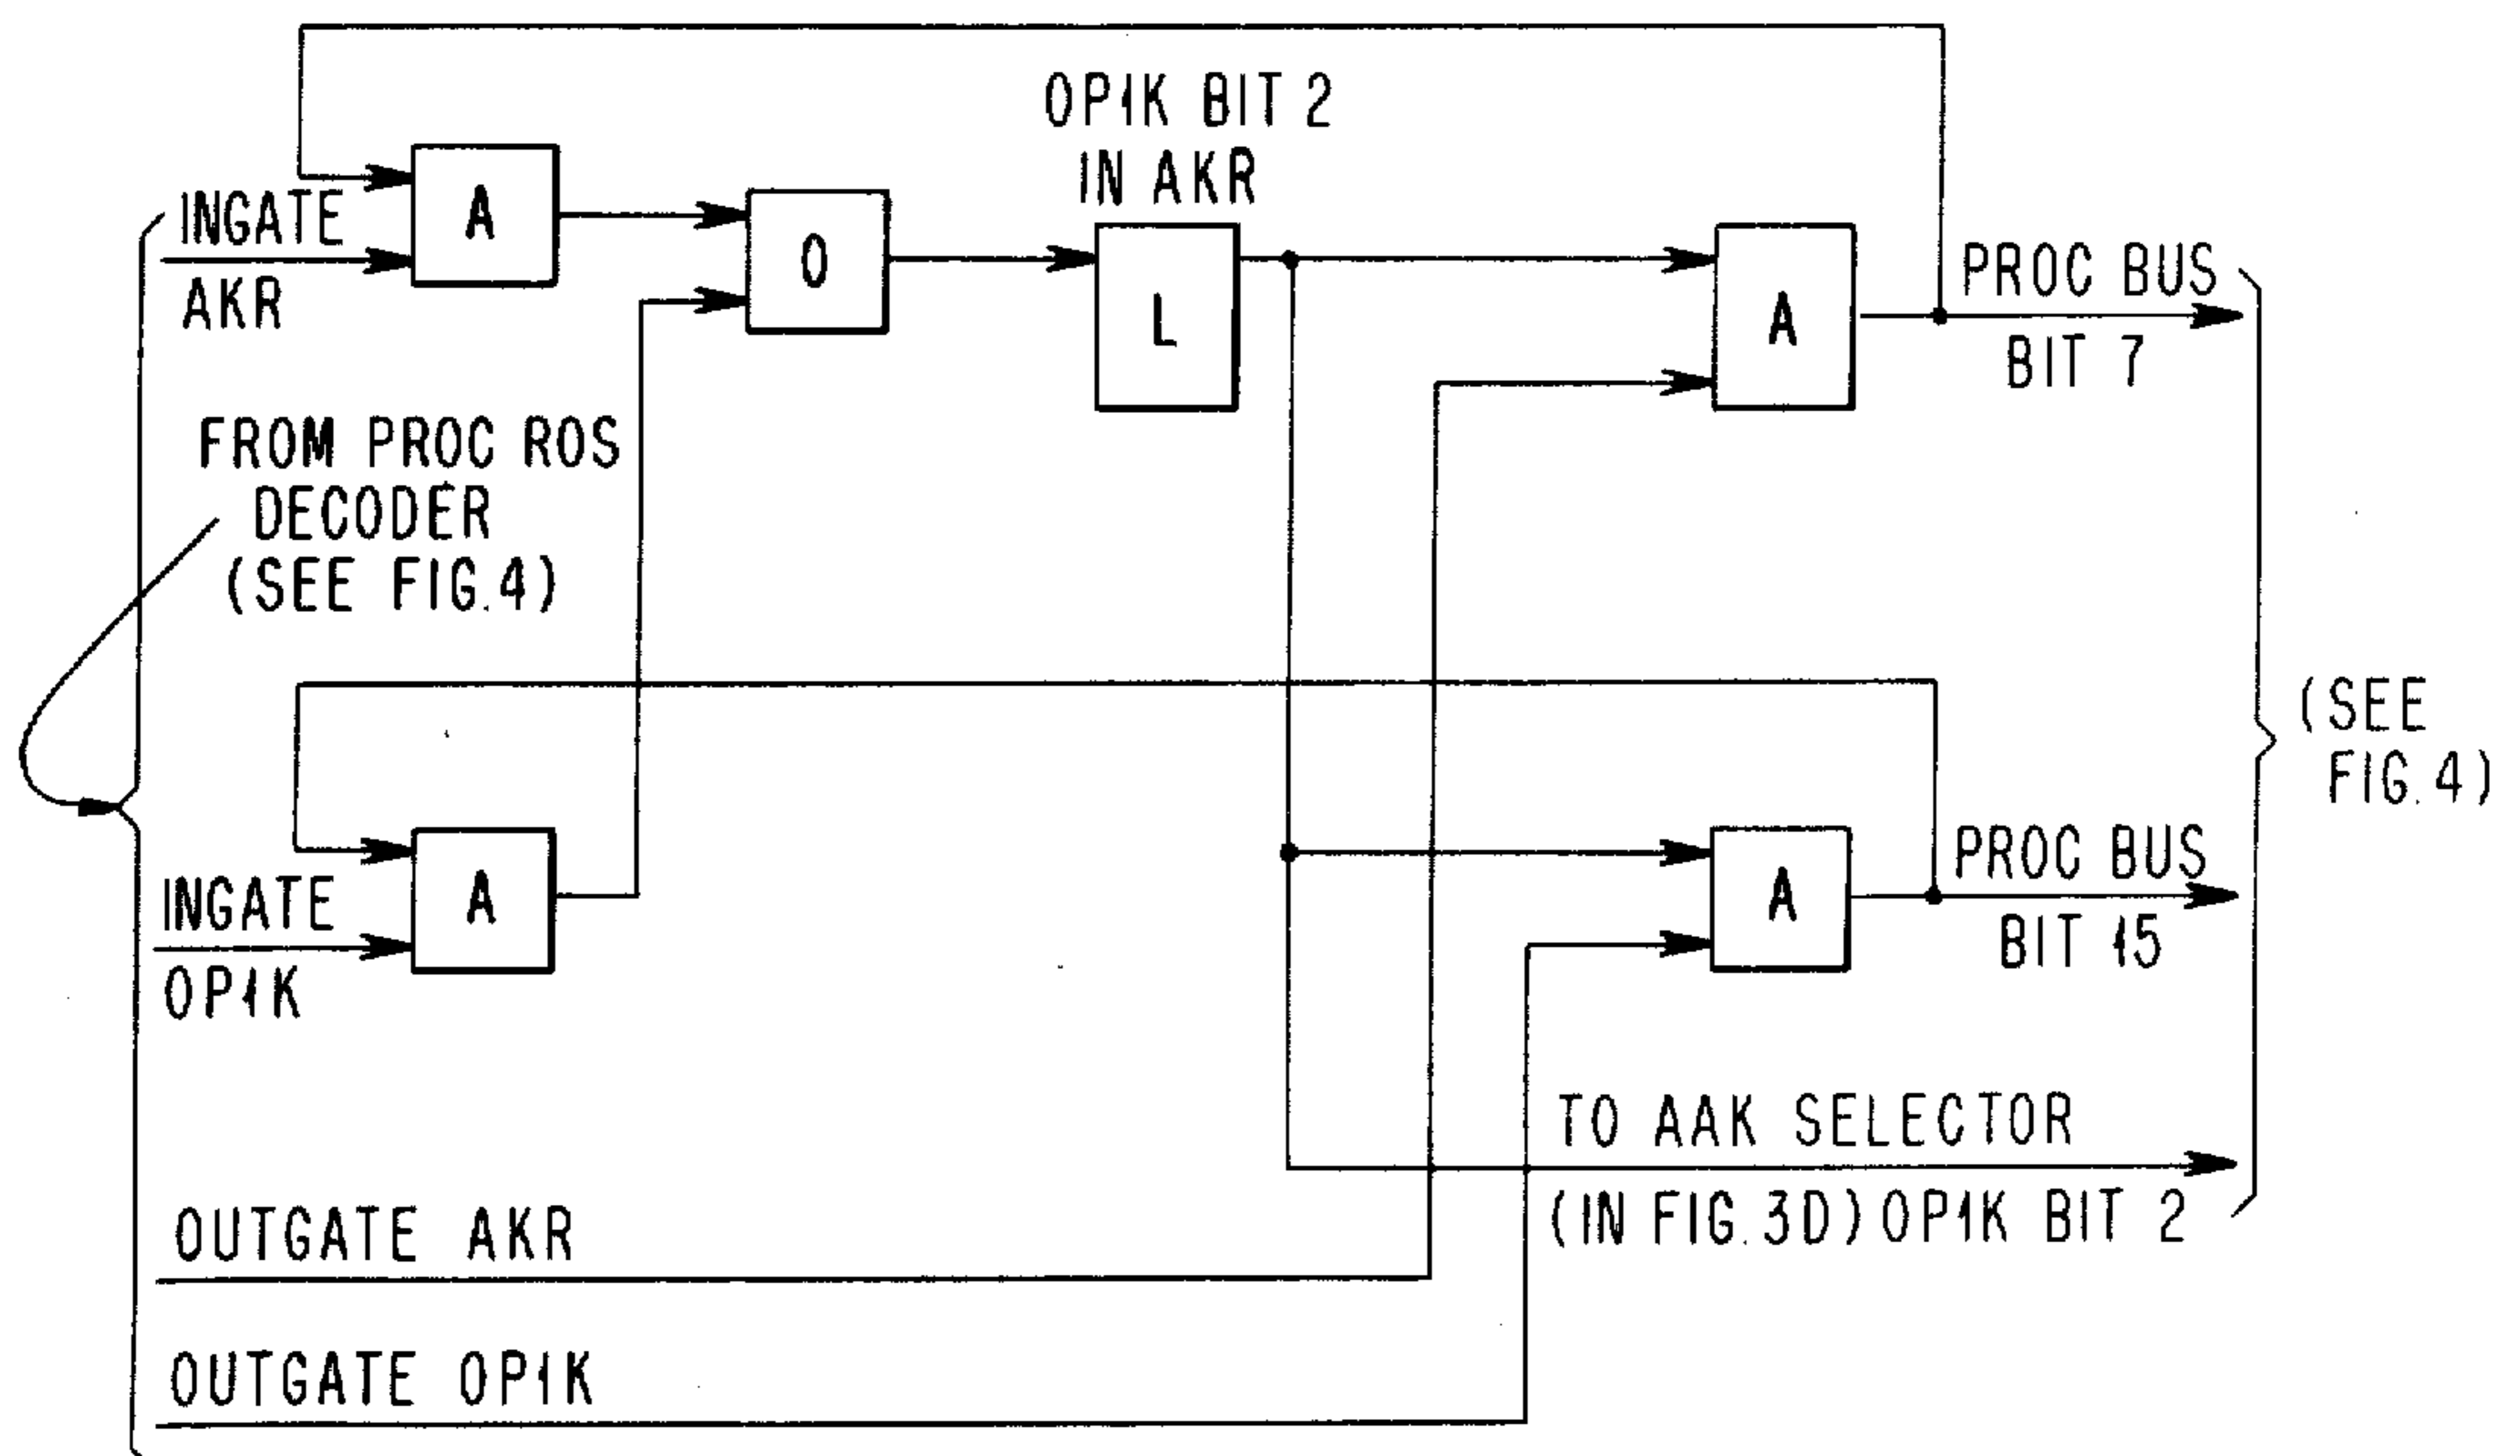 OP1K BIT 2
IN AKR
INGATE
AKR
A
O
L
A
PROC BUS
BIT 7
FROM PROC ROS
DECODER
(SEE FIG.4)
(SEE
FIG.4)
INGATE
OP1K
A
A
PROC BUS
BIT 15
TO AAK SELECTOR
(IN FIG.3D) OP1K BIT 2
OUTGATE AKR
OUTGATE OP1K